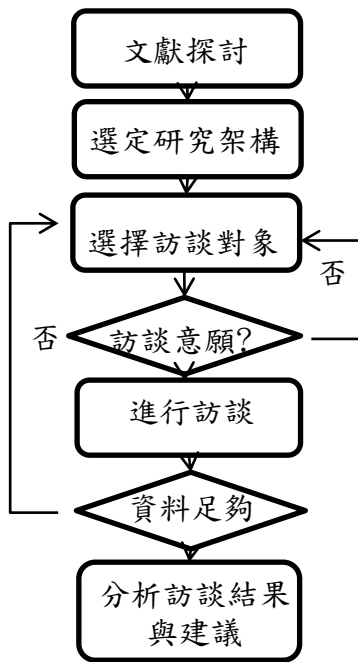 文獻探討
選定研究架構
選擇訪談對象
否
否
訪談意願?
進行訪談
資料足夠
分析訪談結果
與建議